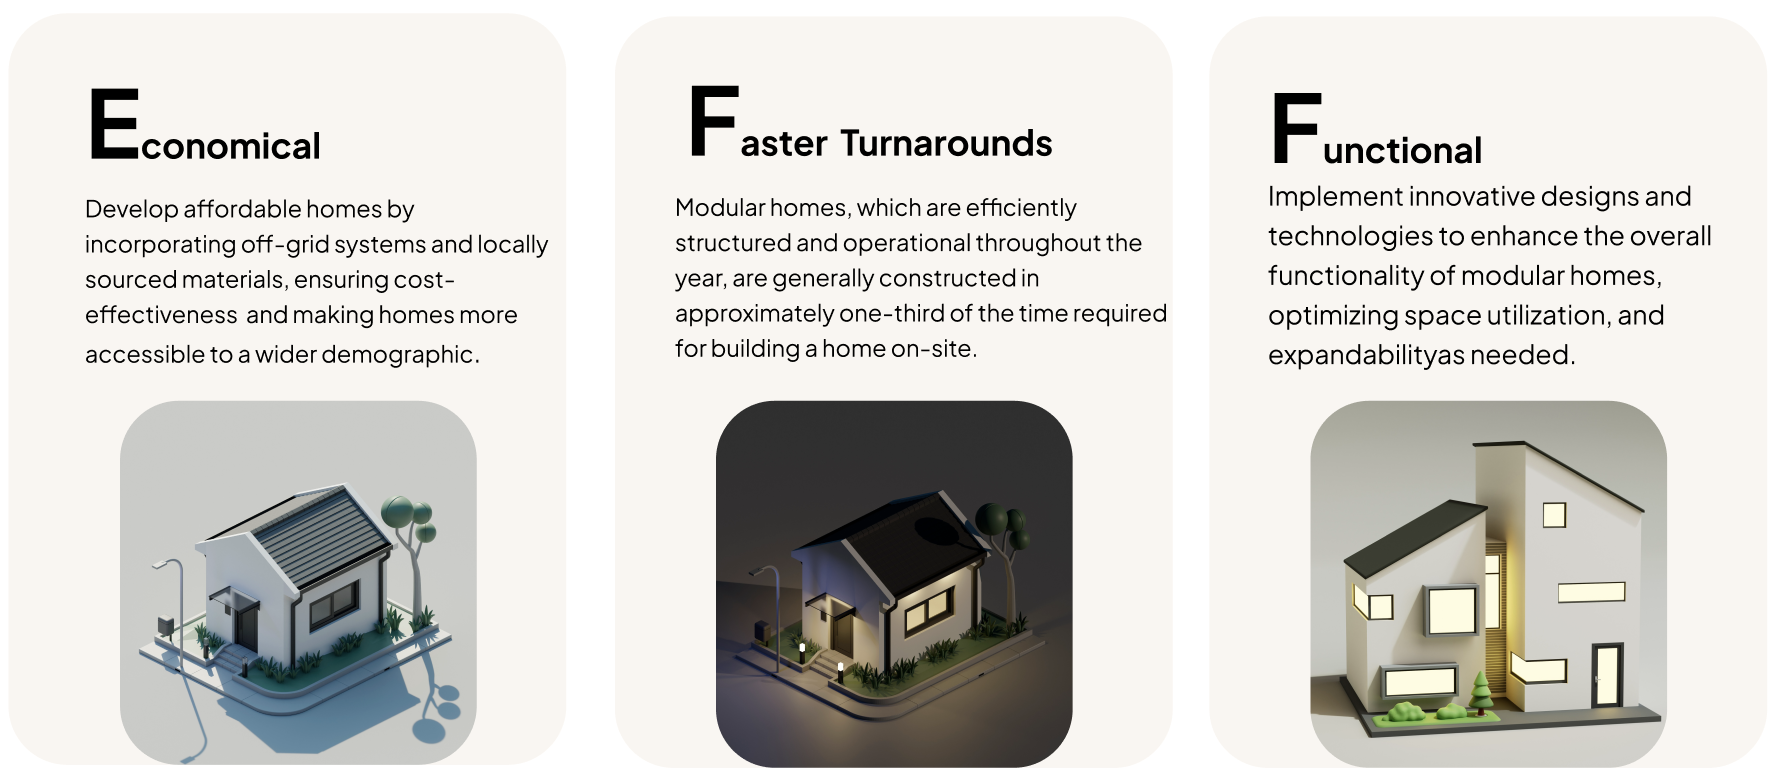 Economical
Develop affordable homes by
incorporating off-grid systems and locally
sourced materials, ensuring cost-
effectiveness  and making homes more
accessible to a wider demographic.
Faster Turnarounds
Modular homes, which are efficiently
structured and operational throughout the
year, are generally constructed in
approximately one-third of the time required
for building a home on-site.
Functional
Implement innovative designs and
technologies to enhance the overall
functionality of modular homes,
optimizing space utilization, and
expandabilityas needed.